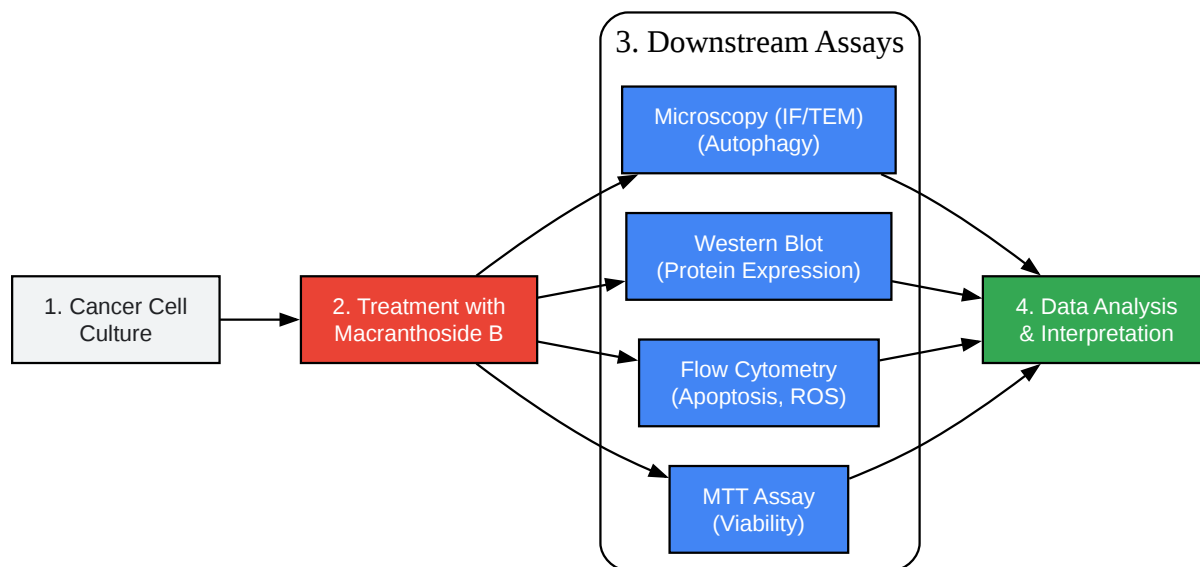 1. Cancer Cell
Culture
2. Treatment with
Macranthoside B
3. Downstream Assays
Microscopy (IF/TEM)
(Autophagy)
Western Blot
(Protein Expression)
Flow Cytometry
(Apoptosis, ROS)
MTT Assay
(Viability)
4. Data Analysis
& Interpretation